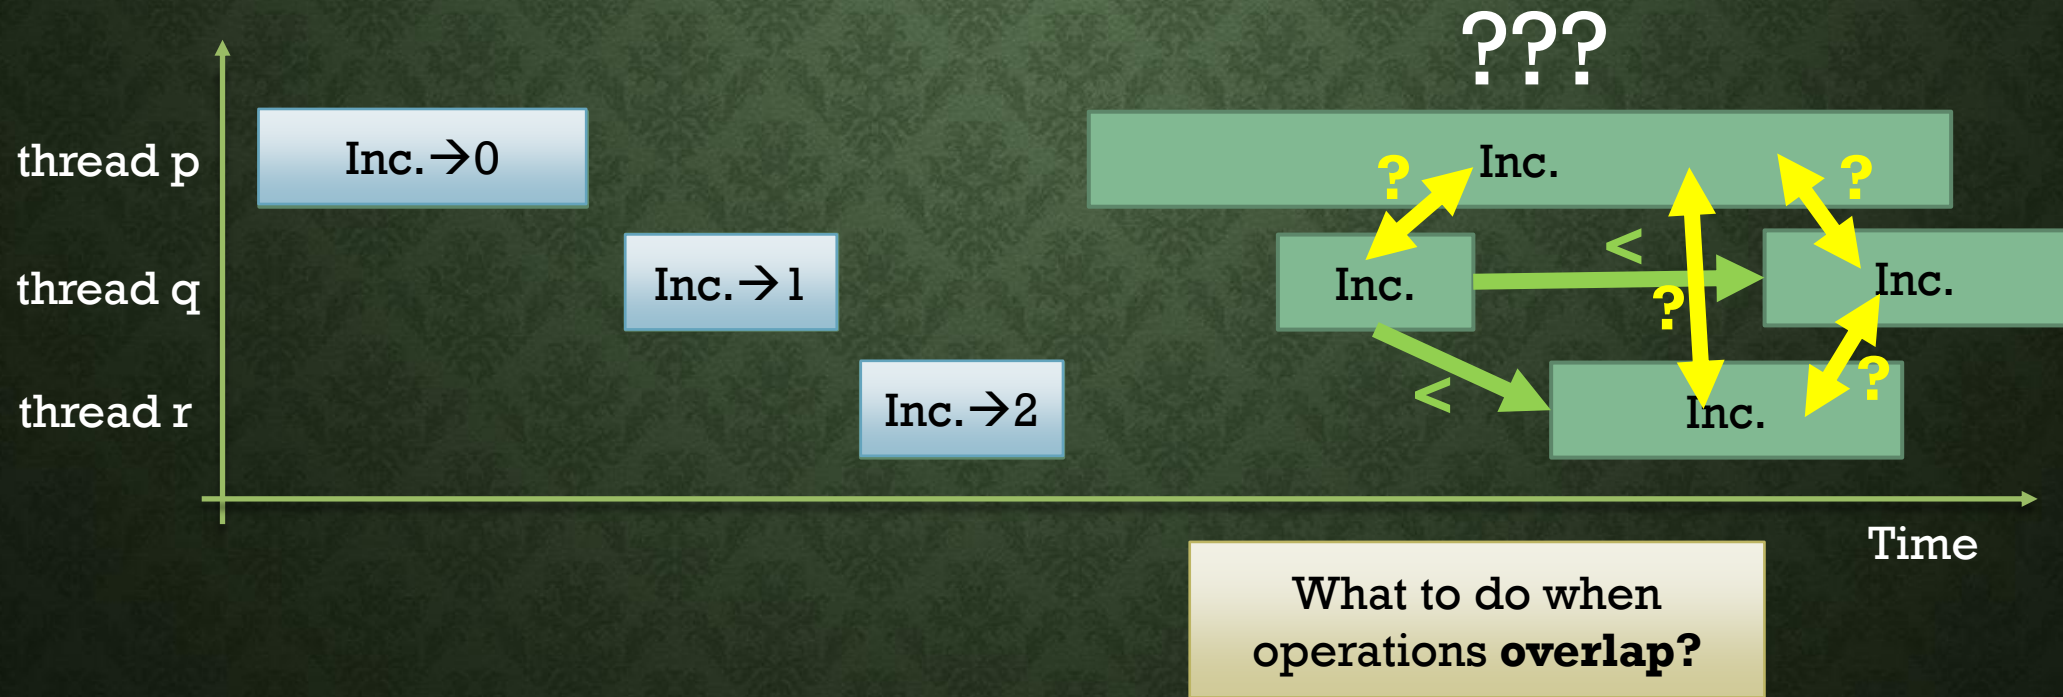 ???
thread p
Inc.→0
Inc.
?
?
thread q
Inc.→1
Inc.
<
?
Inc.
thread r
Inc.→2
<
Inc.
?
Time
What to do when
operations overlap?